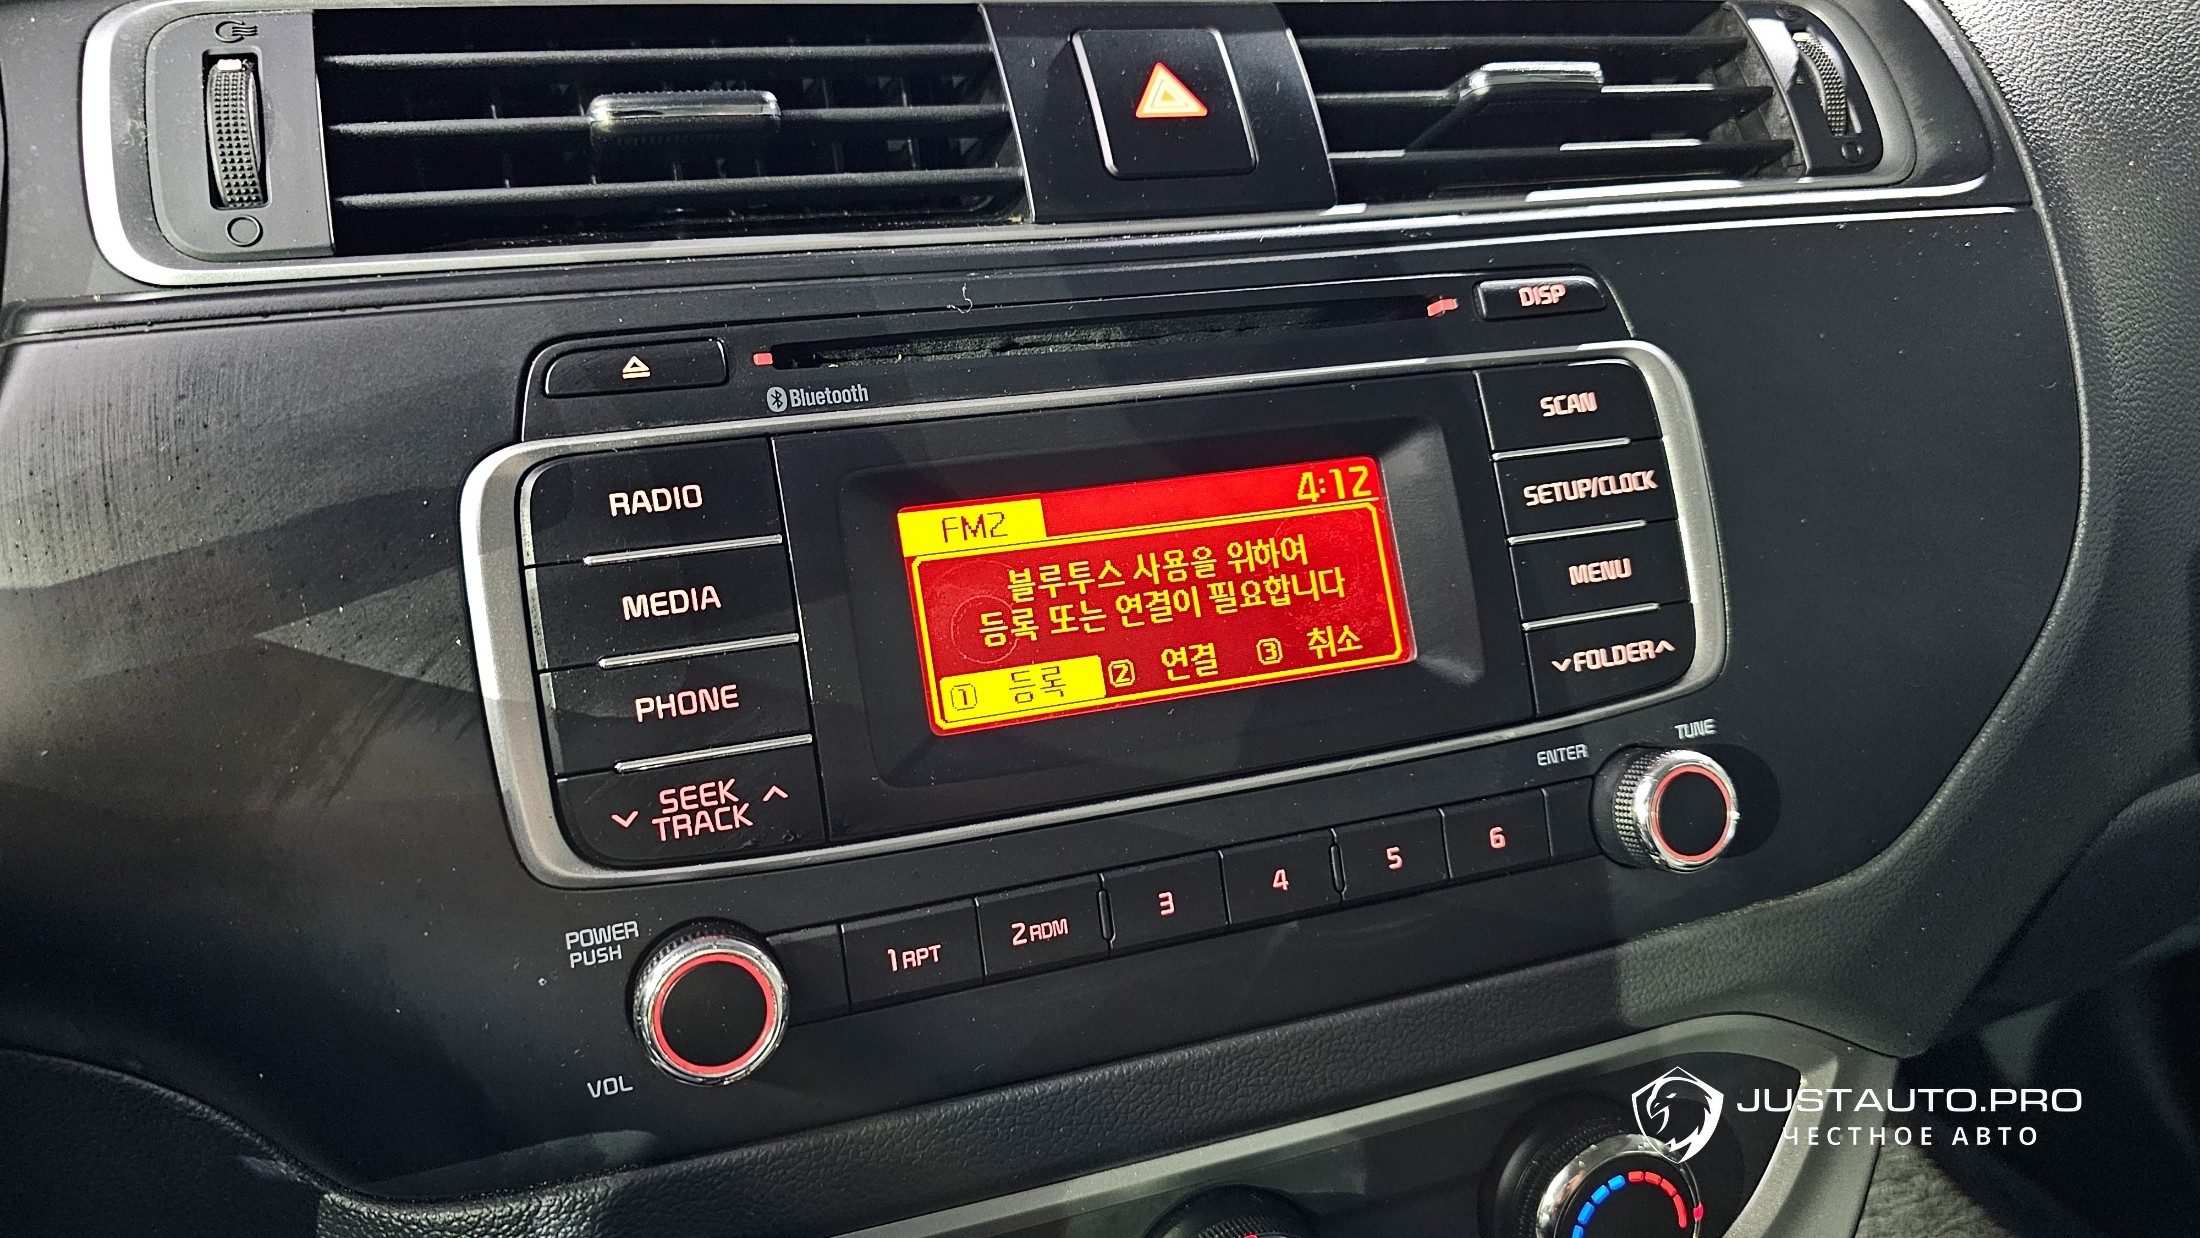 DISP
Bluetooth
SCAN
RADIO
SETUP/CLOCK
MEDIA
MENU
PHONE
FOLDER
SEEK
TRACK
4:12
FM2
블루투스 사용을 위하여
등록 또는 연결이 필요합니다
1 등록 2 연결 3 취소
TUNE
ENTER
POWER
PUSH
VOL
1 RPT
2 RDM
3
4
5
6
JUSTAUTO.PRO
ЧЕСТНОЕ АВТО